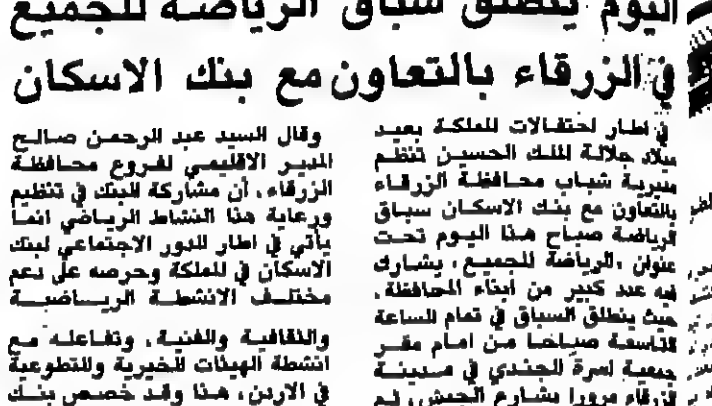 اليوم ينطلق سباق الرياضة للجميع
في الزرقاء بالتعاون مع بنك الاسكان
في اطار احتفالات المملكة بعيد
ميلاد جلالة الملك الحسين تنظم
مديرية شباب محافظة الزرقاء
بالتعاون مع بنك الاسكان سباق
الرياضة صباح هذا اليوم تحت
عنوان «الرياضة للجميع» يشارك
فيه عدد كبير من ابناء المحافظة.
حيث ينطلق السباق في تمام الساعة
التاسعة صباحا من امام مقر
جمعية اسرة الجندي في مدينة
الزرقاء مرورا بشارع الجيش، ثم
وقال السيد عبد الرحمن صالح
المدير الاقليمي لفروع محافظة
الزرقاء، أن مشاركة البنك في تنظيم
ورعاية هذا النشاط الرياضي انما
يأتي في اطار الدور الاجتماعي لبنك
الاسكان في المملكة وحرصه على دعم
مختلف الانشطة الرياضية
والثقافية والفنية، وتفاعله مع
انشطة الهيئات الخيرية والتطوعية
في الاردن، هذا وقد خصص بنك